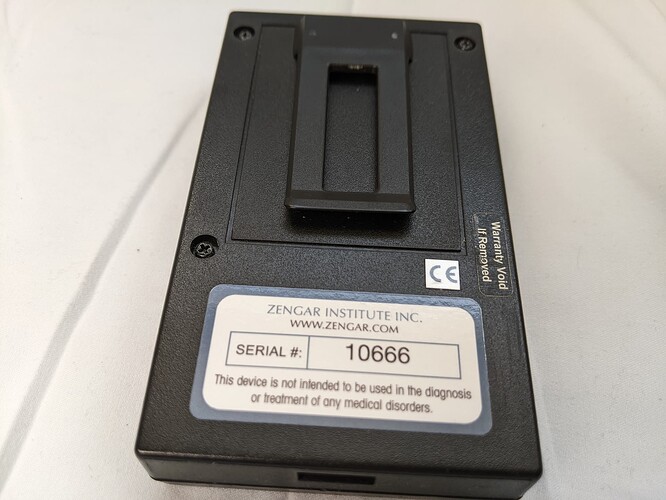 Warranty Void
If Removed
CE
ZENGAR INSTITUTE INC.
WWW.ZENGAR.COM
SERIAL #: 10666
This device is not intended to be used in the diagnosis
or treatment of any medical disorders.